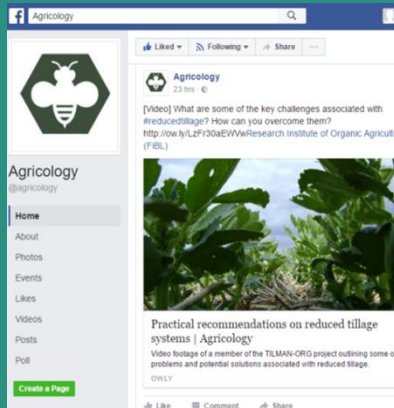 Agricology
Liked
Following
Share
Agricology
23 hrs
[Video] What are some of the key challenges associated with
#reducedtillage? How can you overcome them?
http://ow.ly/LzFr30aEWVwResearch Institute of Organic Agricult
(FiBL)
Agricology
@agricology
Home
About
Photos
Events
Likes
Videos
Posts
Poll
Create a Page
Practical recommendations on reduced tillage
systems | Agricology
Video footage of a member of the TILMAN-ORG project outlining some o
problems and potential solutions associated with reduced tillage.
OWLY
Like Comment Share